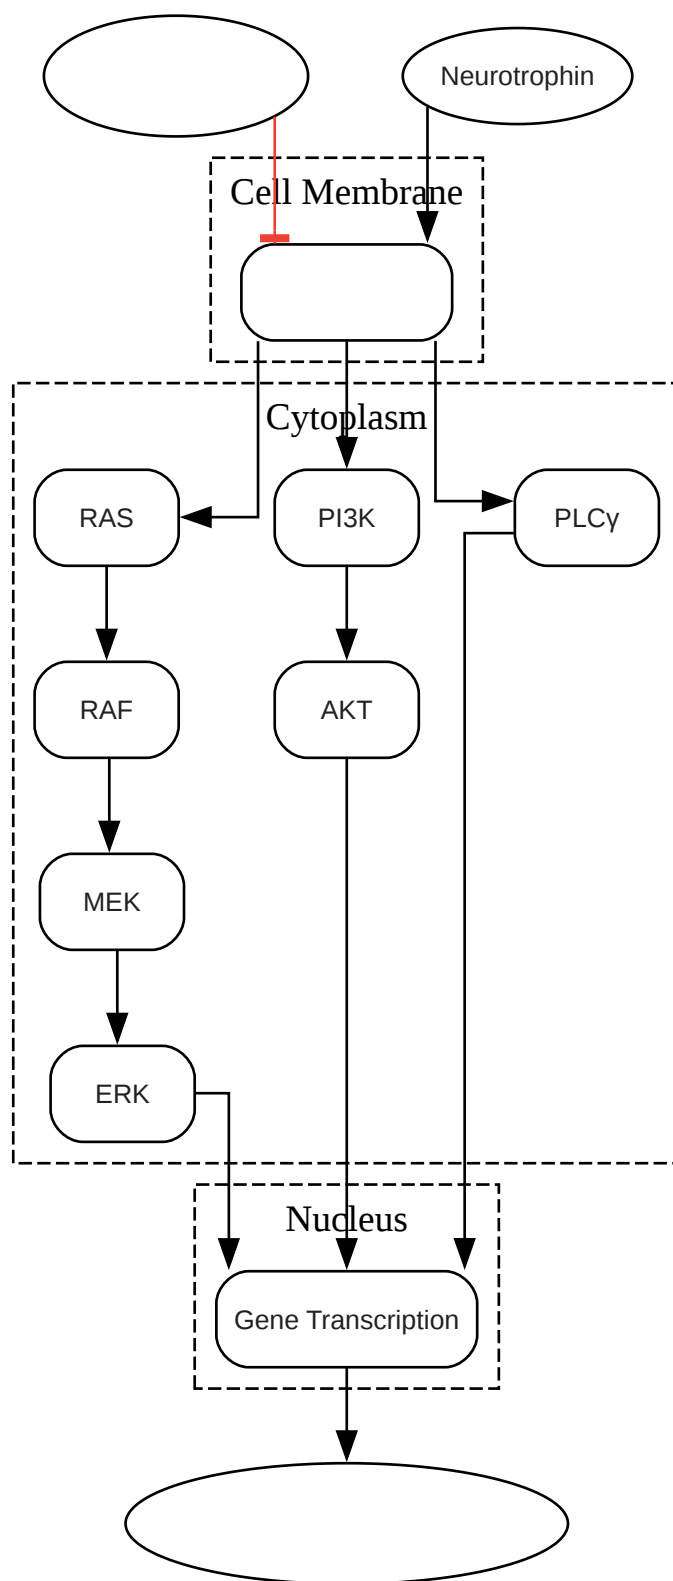 Neurotrophin
Cell Membrane
Cytoplasm
RAS
PI3K
PLCγ
RAF
AKT
MEK
ERK
Nucleus
Gene Transcription